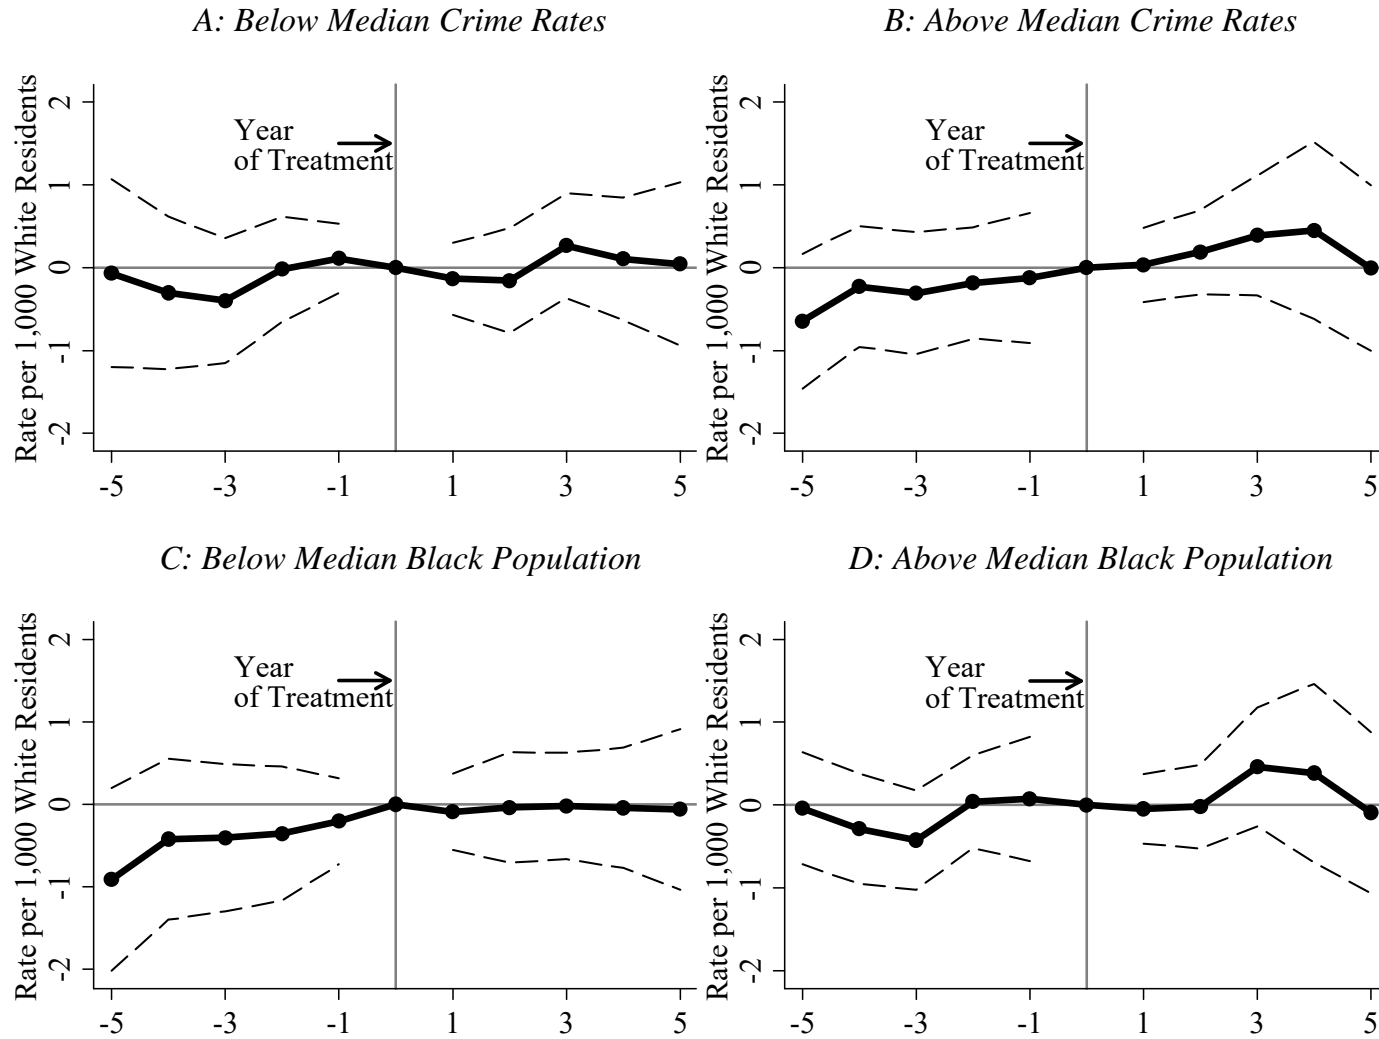 A: Below Median Crime Rates
Rate per 1,000 White Residents
2
1
0
-1
-2
Year
of Treatment
-5
-3
-1
1
3
5
B: Above Median Crime Rates
Rate per 1,000 White Residents
2
1
0
-1
-2
Year
of Treatment
-5
-3
-1
1
3
5
C: Below Median Black Population
Rate per 1,000 White Residents
2
1
0
-1
-2
Year
of Treatment
-5
-3
-1
1
3
5
D: Above Median Black Population
Rate per 1,000 White Residents
2
1
0
-1
-2
Year
of Treatment
-5
-3
-1
1
3
5